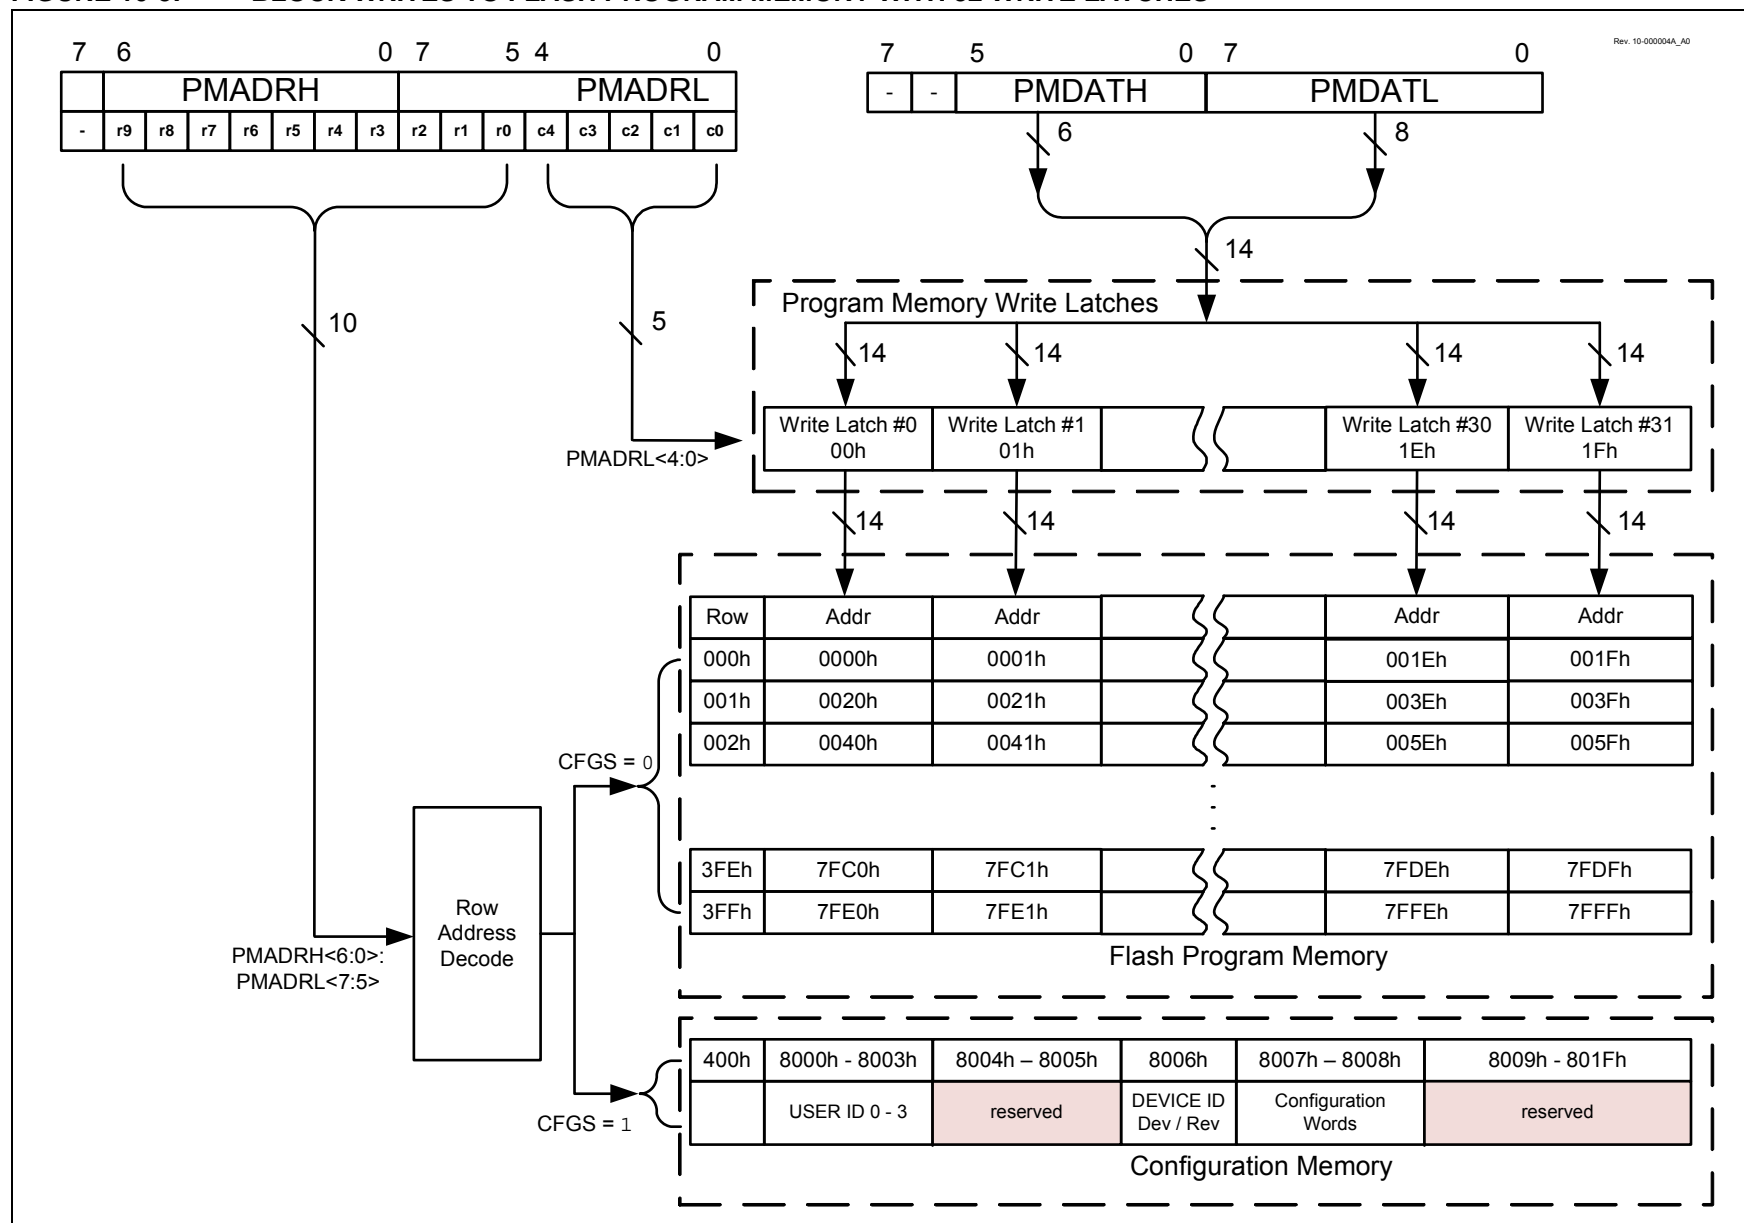 7 6 0 7 5 4 0
7 5 0 7 0
Rev. 10-000004A_A0
PMADRH PMADRL
- r9 r8 r7 r6 r5 r4 r3 r2 r1 r0 c4 c3 c2 c1 c0
- - PMDATH PMDATL
6 8
14
10
5
Program Memory Write Latches
14 14 14 14
Write Latch #0 Write Latch #1 Write Latch #30 Write Latch #31
00h 01h 1Eh 1Fh
PMADRL<4:0>
14 14 14 14
Row Addr Addr Addr Addr
000h 0000h 0001h 001Eh 001Fh
001h 0020h 0021h 003Eh 003Fh
002h 0040h 0041h 005Eh 005Fh
CFGS = 0
3FEh 7FC0h 7FC1h 7FDEh 7FDFh
3FFh 7FE0h 7FE1h 7FFEh 7FFFh
Flash Program Memory
Row
Address
Decode
PMADRH<6:0>:
PMADRL<7:5>
400h 8000h - 8003h 8004h – 8005h 8006h 8007h – 8008h 8009h - 801Fh
USER ID 0 - 3 reserved DEVICE ID Configuration reserved
Dev / Rev Words
CFGS = 1
Configuration Memory